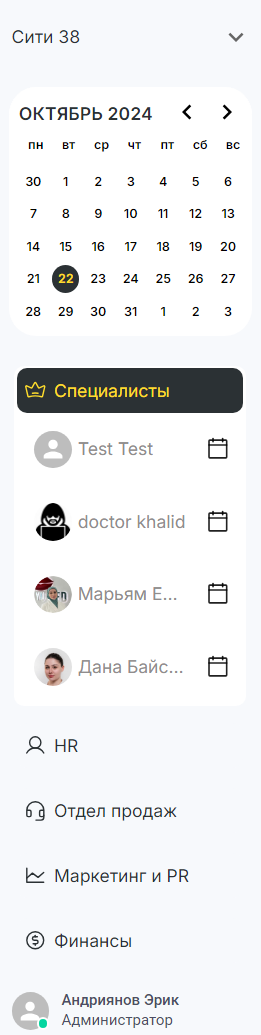 Сити 38
ОКТЯБРЬ 2024
пн вт ср чт пт сб вс
30 1 2 3 4 5 6
7 8 9 10 11 12 13
14 15 16 17 18 19 20
21 22 23 24 25 26 27
28 29 30 31 1 2 3
Специалисты
Test Test
doctor khalid
Марьям Е...
Дана Байс...
HR
Отдел продаж
Маркетинг и PR
Финансы
Андриянов Эрик
Администратор